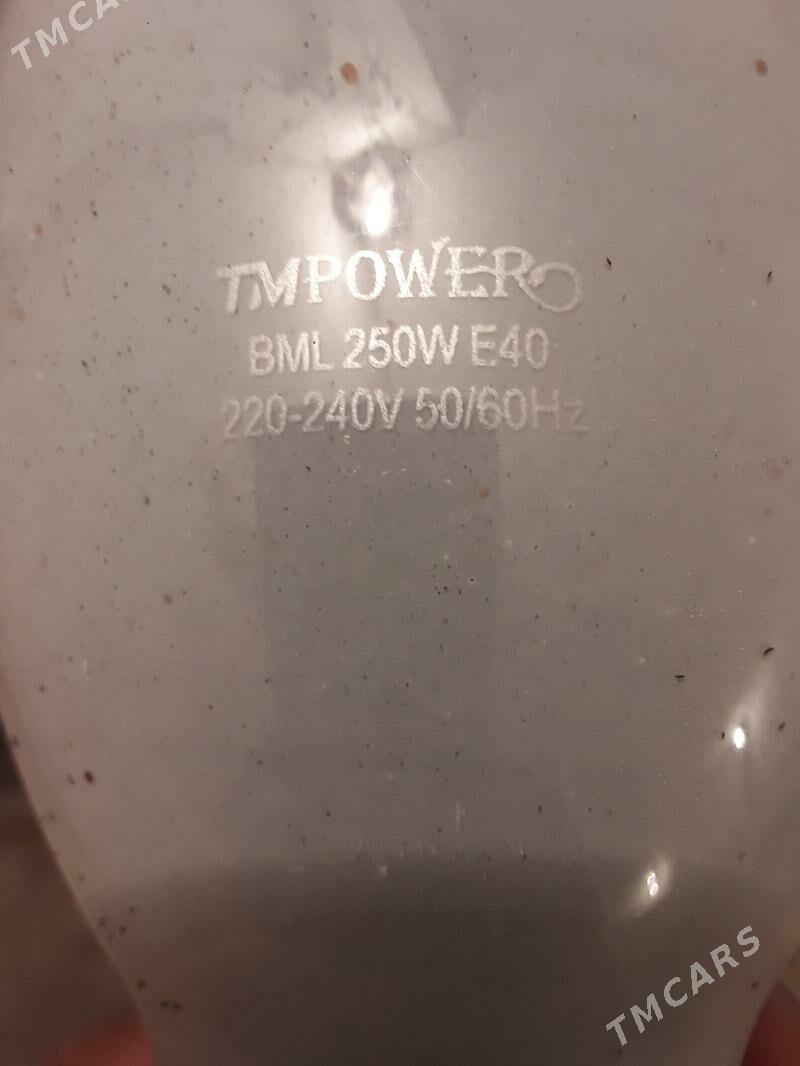 TMCARS
TMPOWER
BML 250W E40
220-240V 50/60Hz
TMCARS